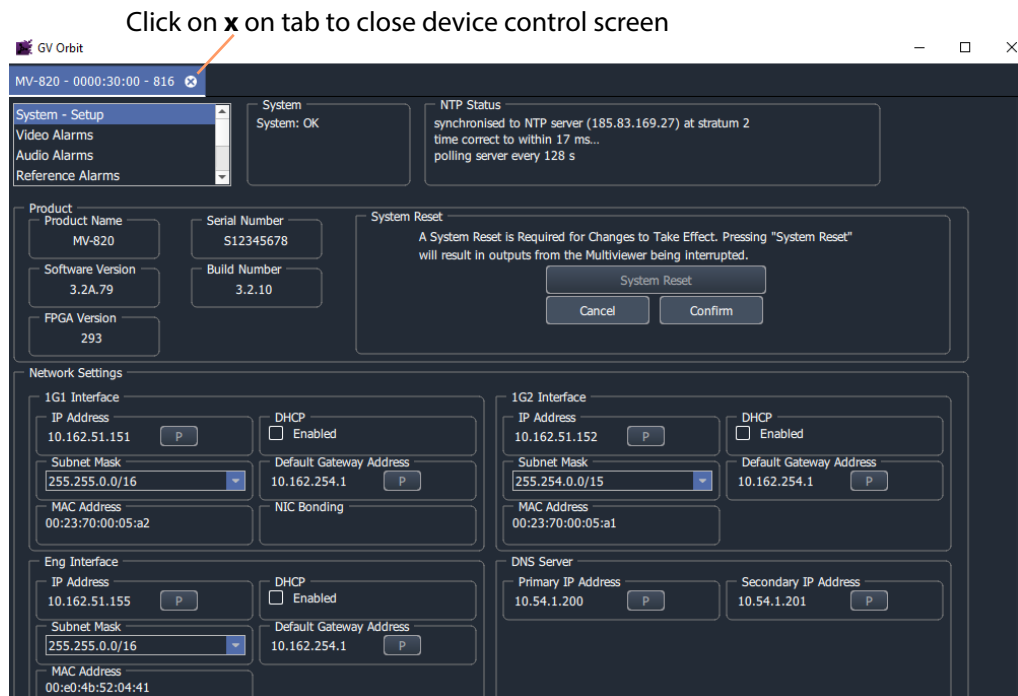 Click on x on tab to close device control screen
GV Orbit
MV-820 - 0000:30:00 - 816
System - Setup
Video Alarms
Audio Alarms
Reference Alarms
System
System: OK
NTP Status
synchronised to NTP server (185.83.169.27) at stratum 2
time correct to within 17 ms...
polling server every 128 s
Product
Product Name
MV-820
Serial Number
S12345678
Software Version
3.2A.79
Build Number
3.2.10
FPGA Version
293
System Reset
A System Reset is Required for Changes to Take Effect. Pressing "System Reset"
will result in outputs from the Multiviewer being interrupted.
System Reset
Cancel
Confirm
Network Settings
1G1 Interface
IP Address
10.162.51.151
P
DHCP
Enabled
Subnet Mask
255.255.0.0/16
Default Gateway Address
10.162.254.1
P
MAC Address
00:23:70:00:05:a2
NIC Bonding
1G2 Interface
IP Address
10.162.51.152
P
DHCP
Enabled
Subnet Mask
255.254.0.0/15
Default Gateway Address
10.162.254.1
P
MAC Address
00:23:70:00:05:a1
Eng Interface
IP Address
10.162.51.155
P
DHCP
Enabled
Subnet Mask
255.255.0.0/16
Default Gateway Address
10.162.254.1
P
MAC Address
00:e0:4b:52:04:41
DNS Server
Primary IP Address
10.54.1.200
P
Secondary IP Address
10.54.1.201
P